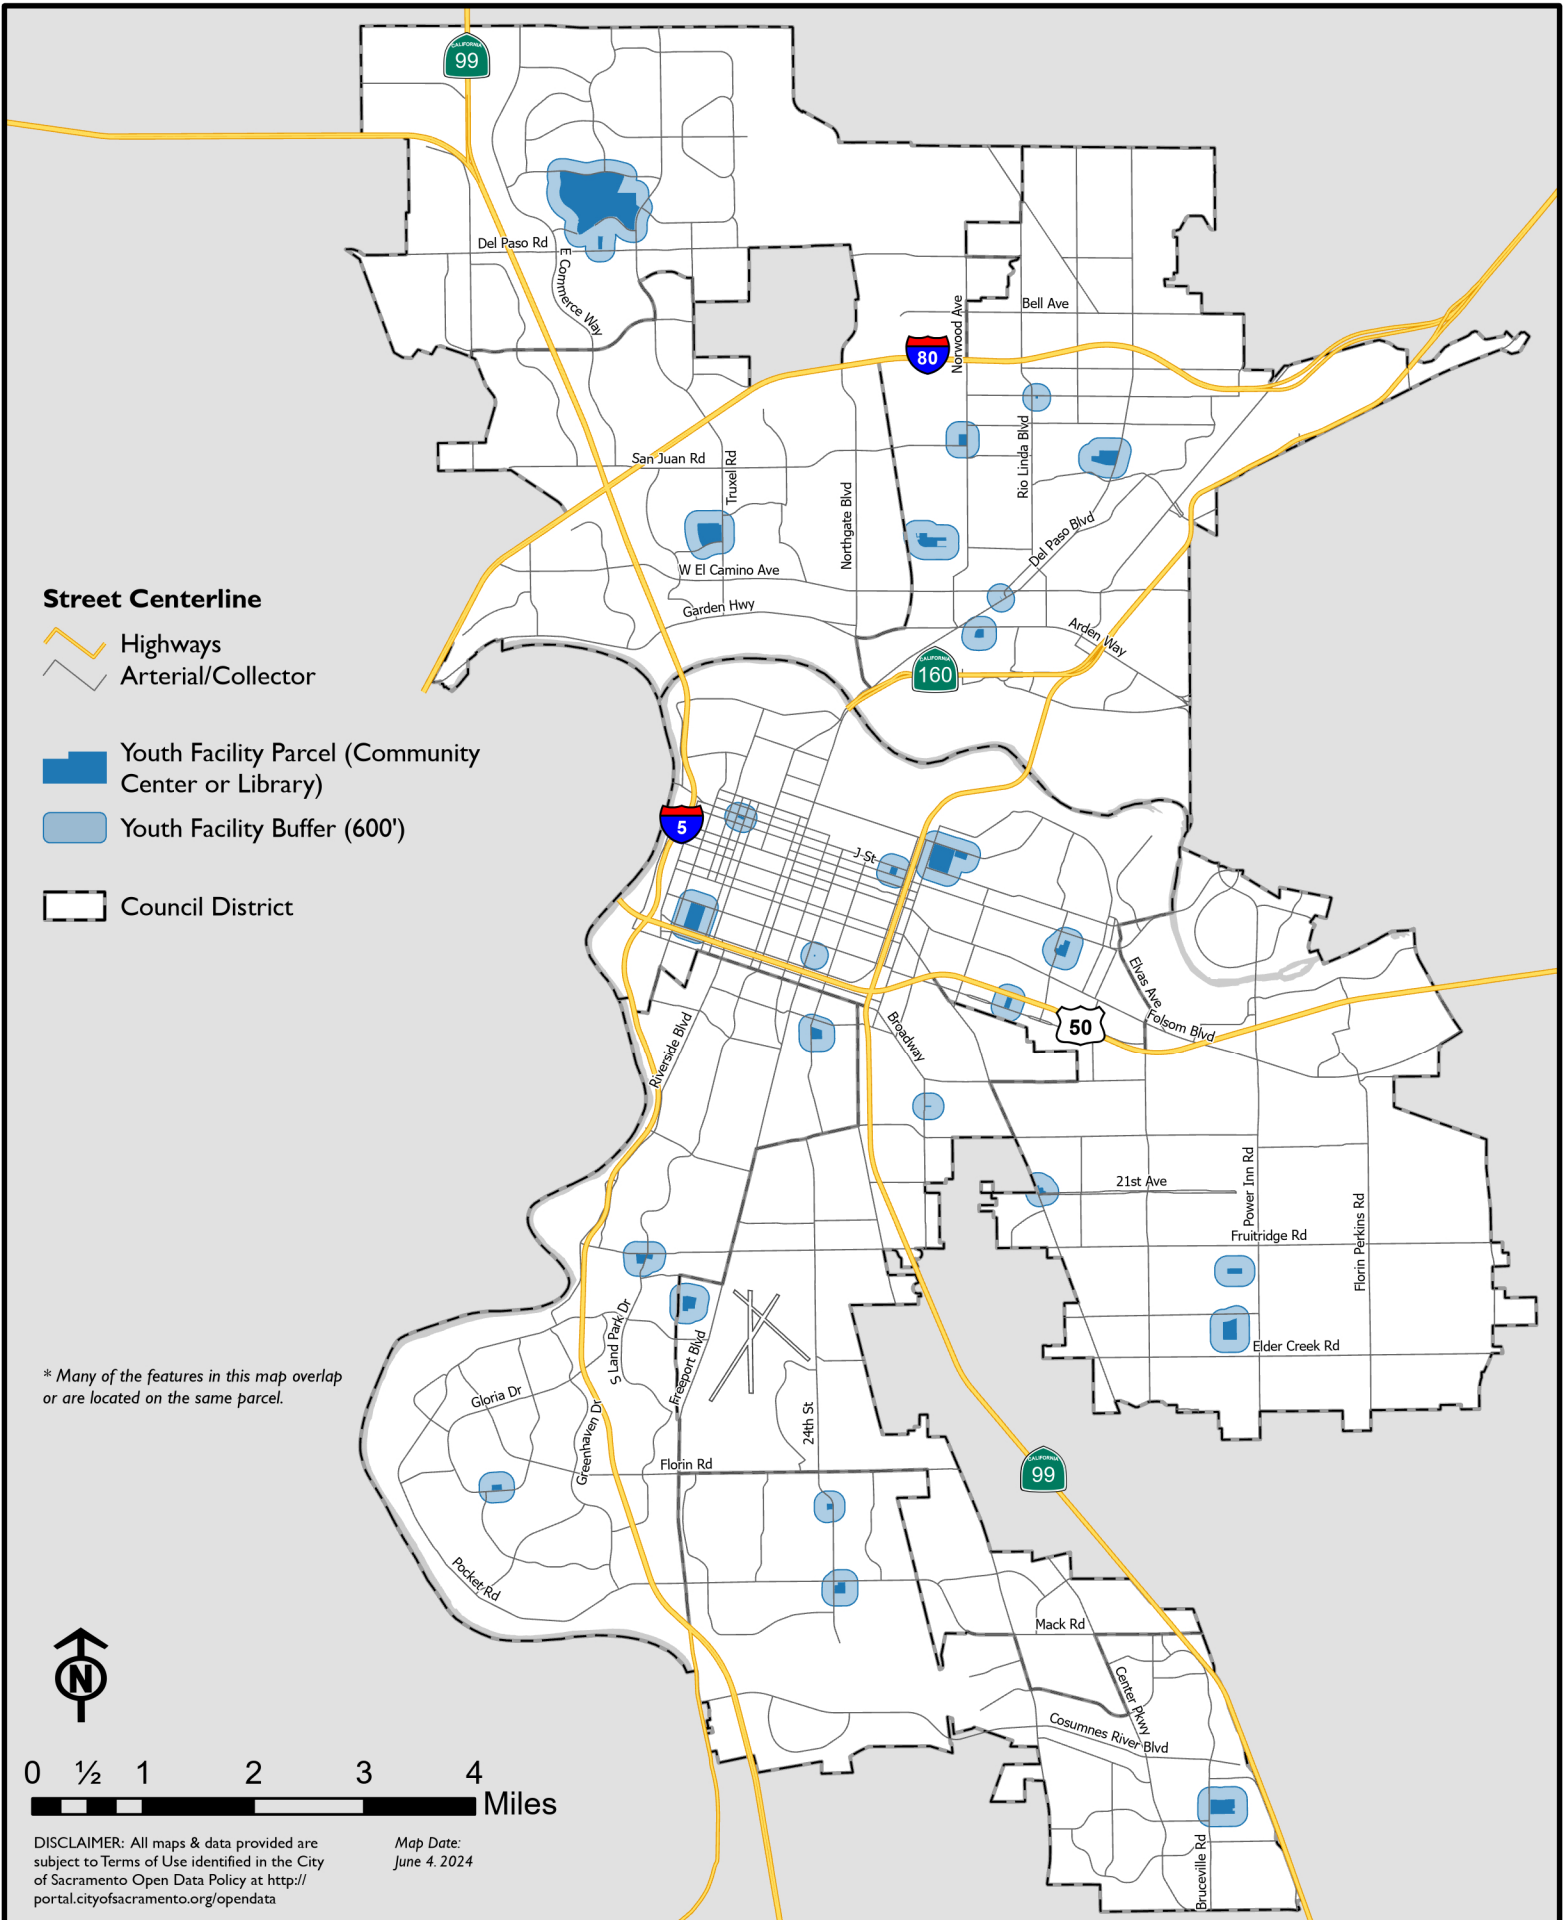 CALIFORNIA
99
Del Paso Rd
E Commerce Way
Bell Ave
Norwood Ave
80
San Juan Rd
Truxel Rd
Rio Linda Blvd
Northgate Blvd
Del Paso Blvd
W El Camino Ave
Garden Hwy
Arden Way
CALIFORNIA
160
Street Centerline
Highways
Arterial/Collector
Youth Facility Parcel (Community
Center or Library)
Youth Facility Buffer (600')
Council District
5
J St
Elvas Ave
Folsom Blvd
50
Broadway
Riverside Blvd
21st Ave
Power Inn Rd
Fruitridge Rd
Florin Perkins Rd
Elder Creek Rd
S Land Park Dr
Freeport Blvd
* Many of the features in this map overlap
or are located on the same parcel.
Gloria Dr
Greenhaven Dr
24th St
Florin Rd
CALIFORNIA
99
Pocket Rd
Mack Rd
Center Pkwy
Cosumnes River Blvd
Bruceville Rd
N
0 ½ 1 2 3 4
Miles
DISCLAIMER: All maps & data provided are
subject to Terms of Use identified in the City
of Sacramento Open Data Policy at http://
portal.cityofsacramento.org/opendata
Map Date:
June 4. 2024